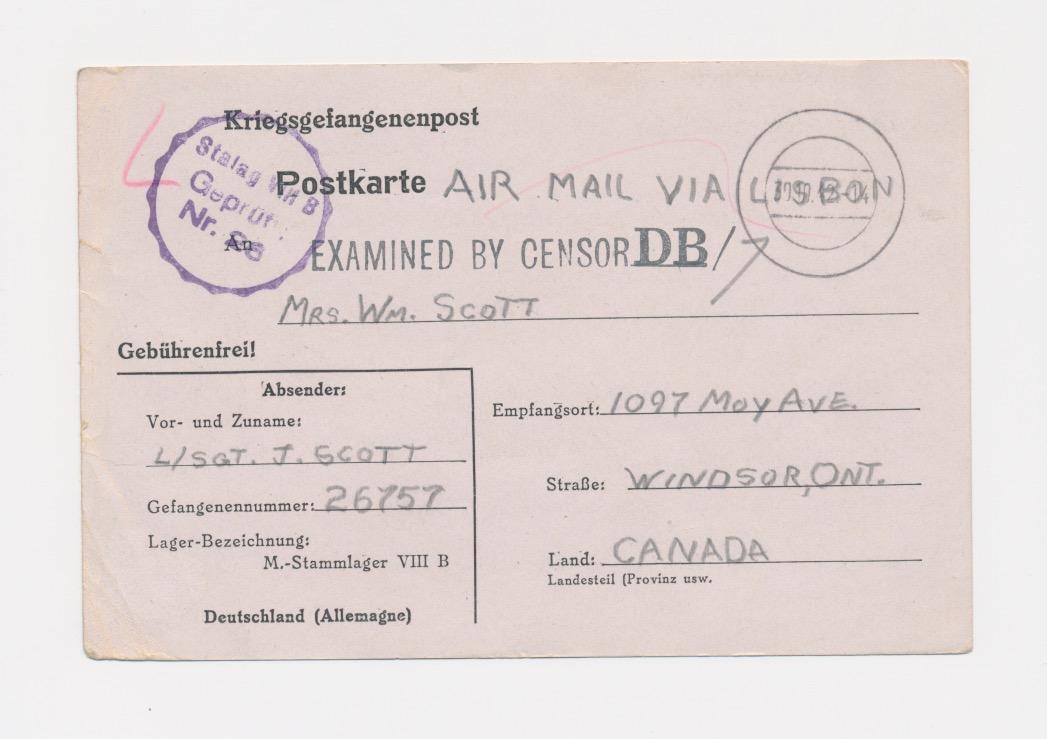 Kriegsgefangenenpost
Stalag VIII B
Geprüft
Nr.
Postkarte AIR MAIL VIA LISBON
An
EXAMINED BY CENSOR DB/
MRS. WM. SCOTT
Gebührenfrei!
Absender:
Vor- und Zuname:
L/SGT. J. SCOTT
Gefangenennummer: 26757
Lager-Bezeichnung:
M.-Stammlager VIII B
Deutschland (Allemagne)
Empfangsort: 1097 MOY AVE.
Straße: WINDSOR, ONT.
Land: CANADA
Landesteil (Provinz usw.